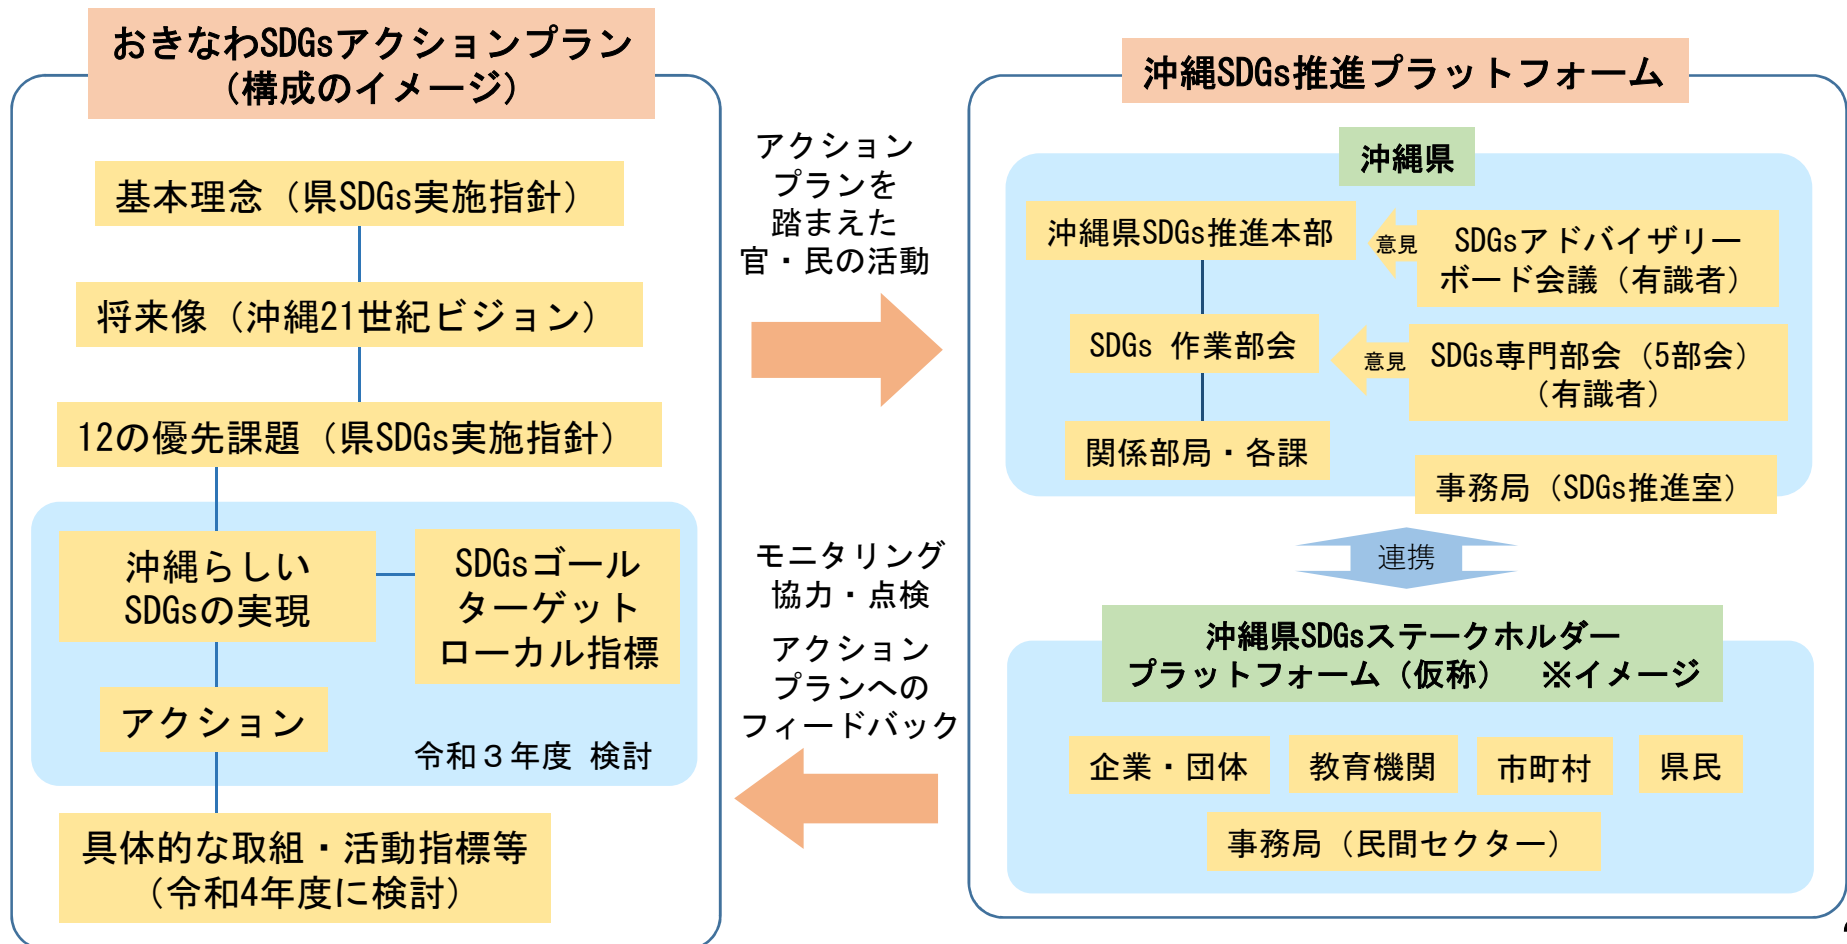 おきなわSDGsアクションプラン
（構成のイメージ）
基本理念（県SDGs実施指針）
将来像（沖縄21世紀ビジョン）
12の優先課題（県SDGs実施指針）
沖縄らしい
SDGsの実現
SDGsゴール
ターゲット
ローカル指標
アクション
令和３年度 検討
具体的な取組・活動指標等
（令和4年度に検討）
アクション
プランを
踏まえた
官・民の活動
モニタリング
協力・点検
アクション
プランへの
フィードバック
沖縄SDGs推進プラットフォーム
沖縄県
沖縄県SDGs推進本部
意見
SDGsアドバイザリー
ボード会議（有識者）
SDGs 作業部会
意見
SDGs専門部会（5部会）
（有識者）
関係部局・各課
事務局（SDGs推進室）
連携
沖縄県SDGsステークホルダー
プラットフォーム（仮称）　※イメージ
企業・団体
教育機関
市町村
県民
事務局（民間セクター）